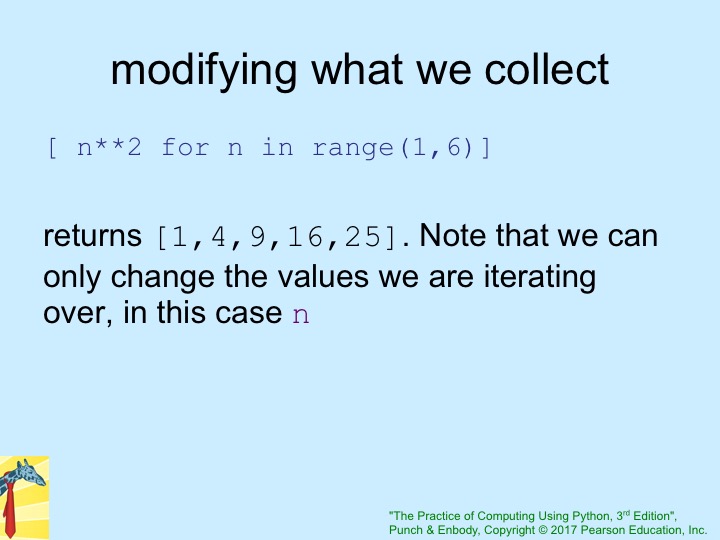 modifying what we collect
[ n**2 for n in range(1,6)]
returns [1,4,9,16,25]. Note that we can
only change the values we are iterating
over, in this case n
"The Practice of Computing Using Python, 3rd Edition",
Punch & Enbody, Copyright © 2017 Pearson Education, Inc.